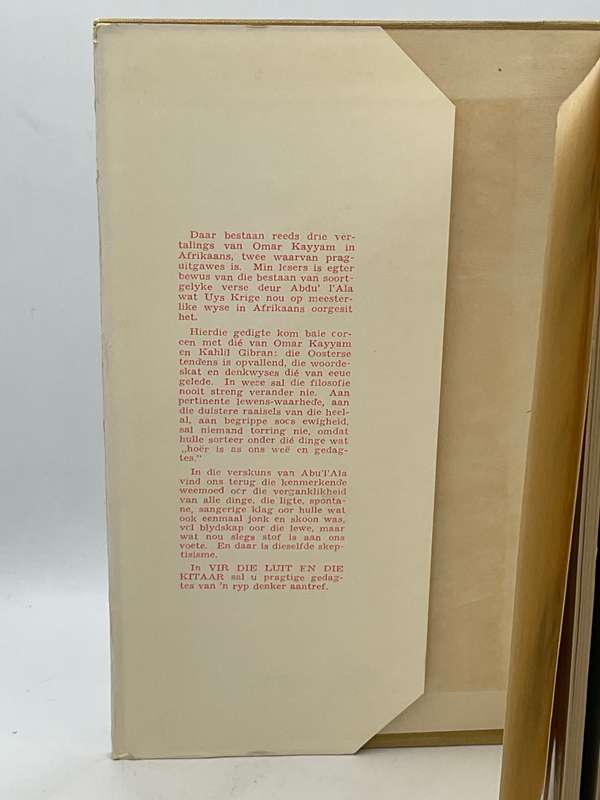 Daar bestaan reeds drie ver-
talings van Omar Kayyam in
Afrikaans, twee waarvan prag-
uitgawes is. Min lesers is egter
bewus van die bestaan van soort-
gelyke verse deur Abdu' l'Ala
wat Uys Krige nou op meester-
like wyse in Afrikaans oorgesit
het.
Hierdie gedigte kom baie oor-
een met dié van Omar Kayyam
en Kahlil Gibran: die Oosterse
tendens is opvallend, die woorde-
skat en denkwyses dié van eeue
gelede. In wese sal die filosofie
nooit streng verander nie. Aan
pertinente lewens-waarhede, aan
die duistere raaisels van die heel-
al, aan begrippe soos ewigheid,
sal niemand torring nie, omdat
hulle sorteer onder dié dinge wat
„hoër is as ons weë en gedag-
tes."
In die verskuns van Abu'l'Ala
vind ons terug die kenmerkende
weemoed oor die verganklikheid
van alle dinge, die ligte, sponta-
ne, sangerige klag oor hulle wat
ook eenmaal jonk en skoon was,
vol blydskap oor die lewe, maar
wat nou slegs stof is aan ons
voete. En daar is dieselfde skep-
tisisme.
In VIR DIE LUIT EN DIE
KITAAR sal u pragtige gedag-
tes van 'n ryp denker aantref.